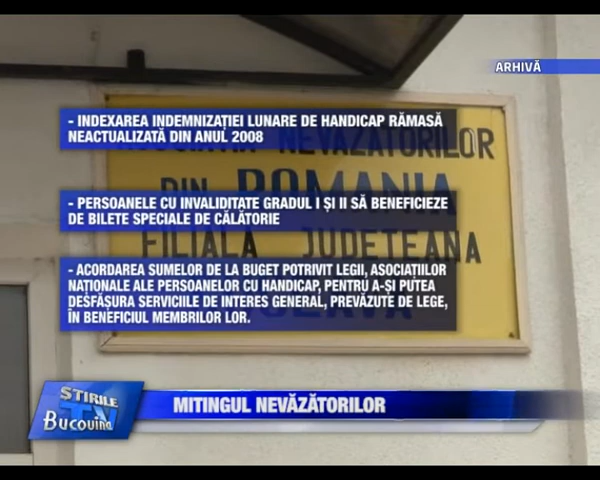 ARHIVĂ
- INDEXAREA INDEMNIZAȚIEI LUNARE DE HANDICAP RĂMASĂ
NEACTUALIZATĂ DIN ANUL 2008
NEVĂZĂTORILOR
DIN ROMANIA
- PERSOANELE CU INVALIDITATE GRADUL I ȘI II SĂ BENEFICIEZE
DE BILETE SPECIALE DE CĂLĂTORIE
FILIALA JUDETEANA
- ACORDAREA SUMELOR DE LA BUGET POTRIVIT LEGII, ASOCIAȚIILOR
NAȚIONALE ALE PERSOANELOR CU HANDICAP, PENTRU A-ȘI PUTEA
DESFĂȘURA SERVICIILE DE INTERES GENERAL, PREVĂZUTE DE LEGE,
ÎN BENEFICIUL MEMBRILOR LOR.
ȘTIRILE
TV
Bucovina
MITINGUL NEVĂZĂTORILOR